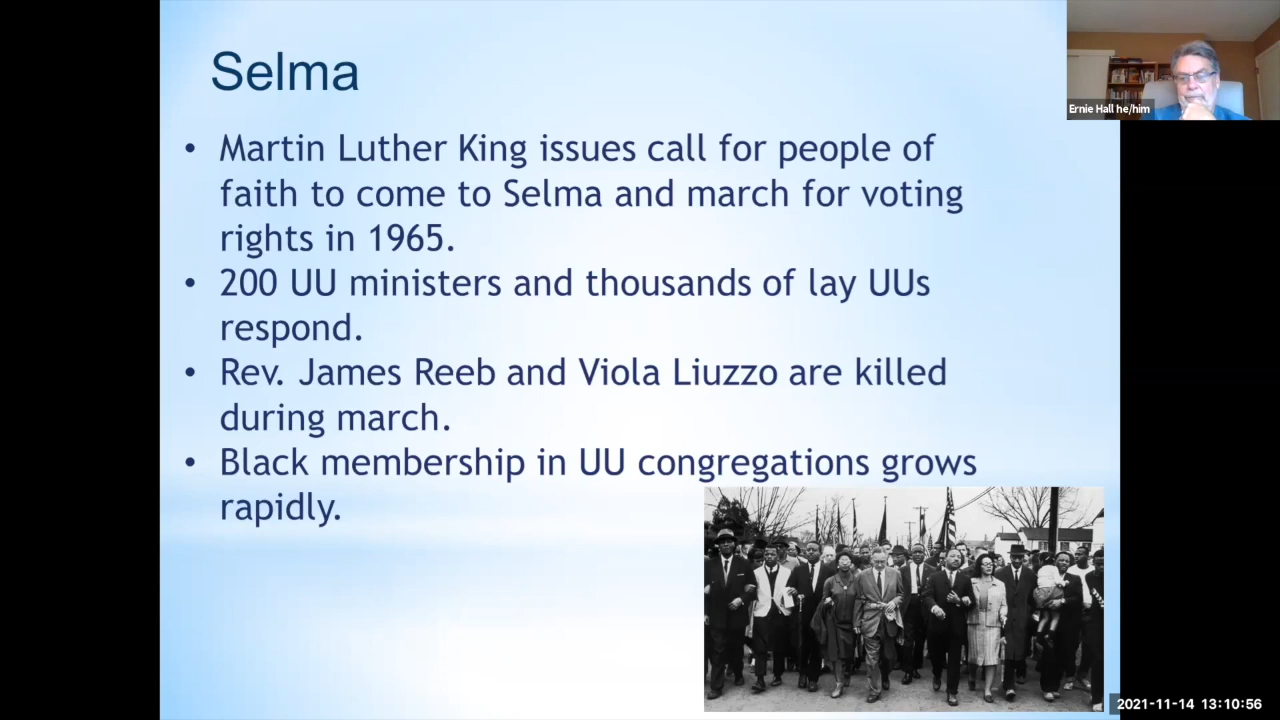 Selma
• Martin Luther King issues call for people of
faith to come to Selma and march for voting
rights in 1965.
• 200 UU ministers and thousands of lay UUs
respond.
• Rev. James Reeb and Viola Liuzzo are killed
during march.
• Black membership in UU congregations grows
rapidly.
Ernie Hall he/him
2021-11-14 13:10:56